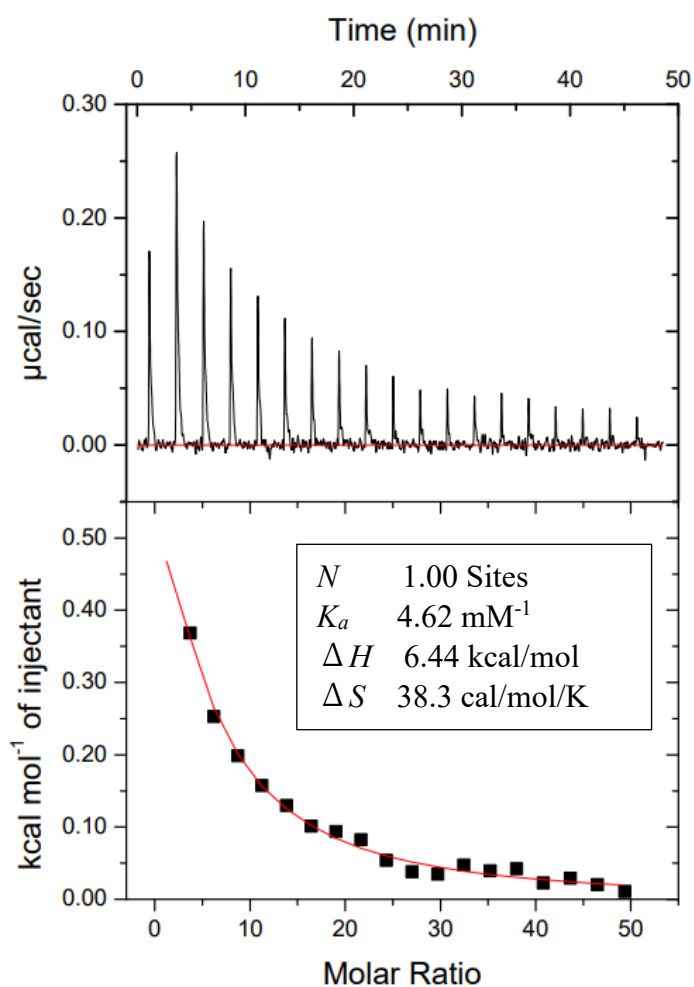 Time (min)
0 10 20 30 40 50
0.30
0.20
0.10
0.00
μcal/sec
0.50
0.40
0.30
0.20
0.10
0.00
kcal mol⁻¹ of injectant
N 1.00 Sites
Kₐ 4.62 mM⁻¹
ΔH 6.44 kcal/mol
ΔS 38.3 cal/mol/K
0 10 20 30 40 50
Molar Ratio